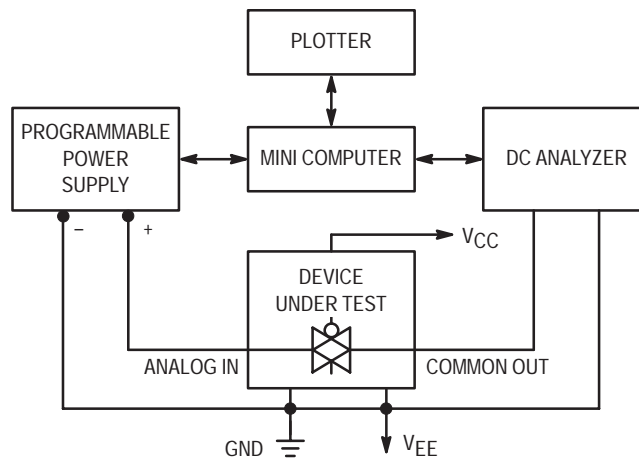 PLOTTER
PROGRAMMABLE
POWER
SUPPLY
MINI COMPUTER
DC ANALYZER
– +
VCC
DEVICE
UNDER TEST
ANALOG IN
COMMON OUT
GND
VEE